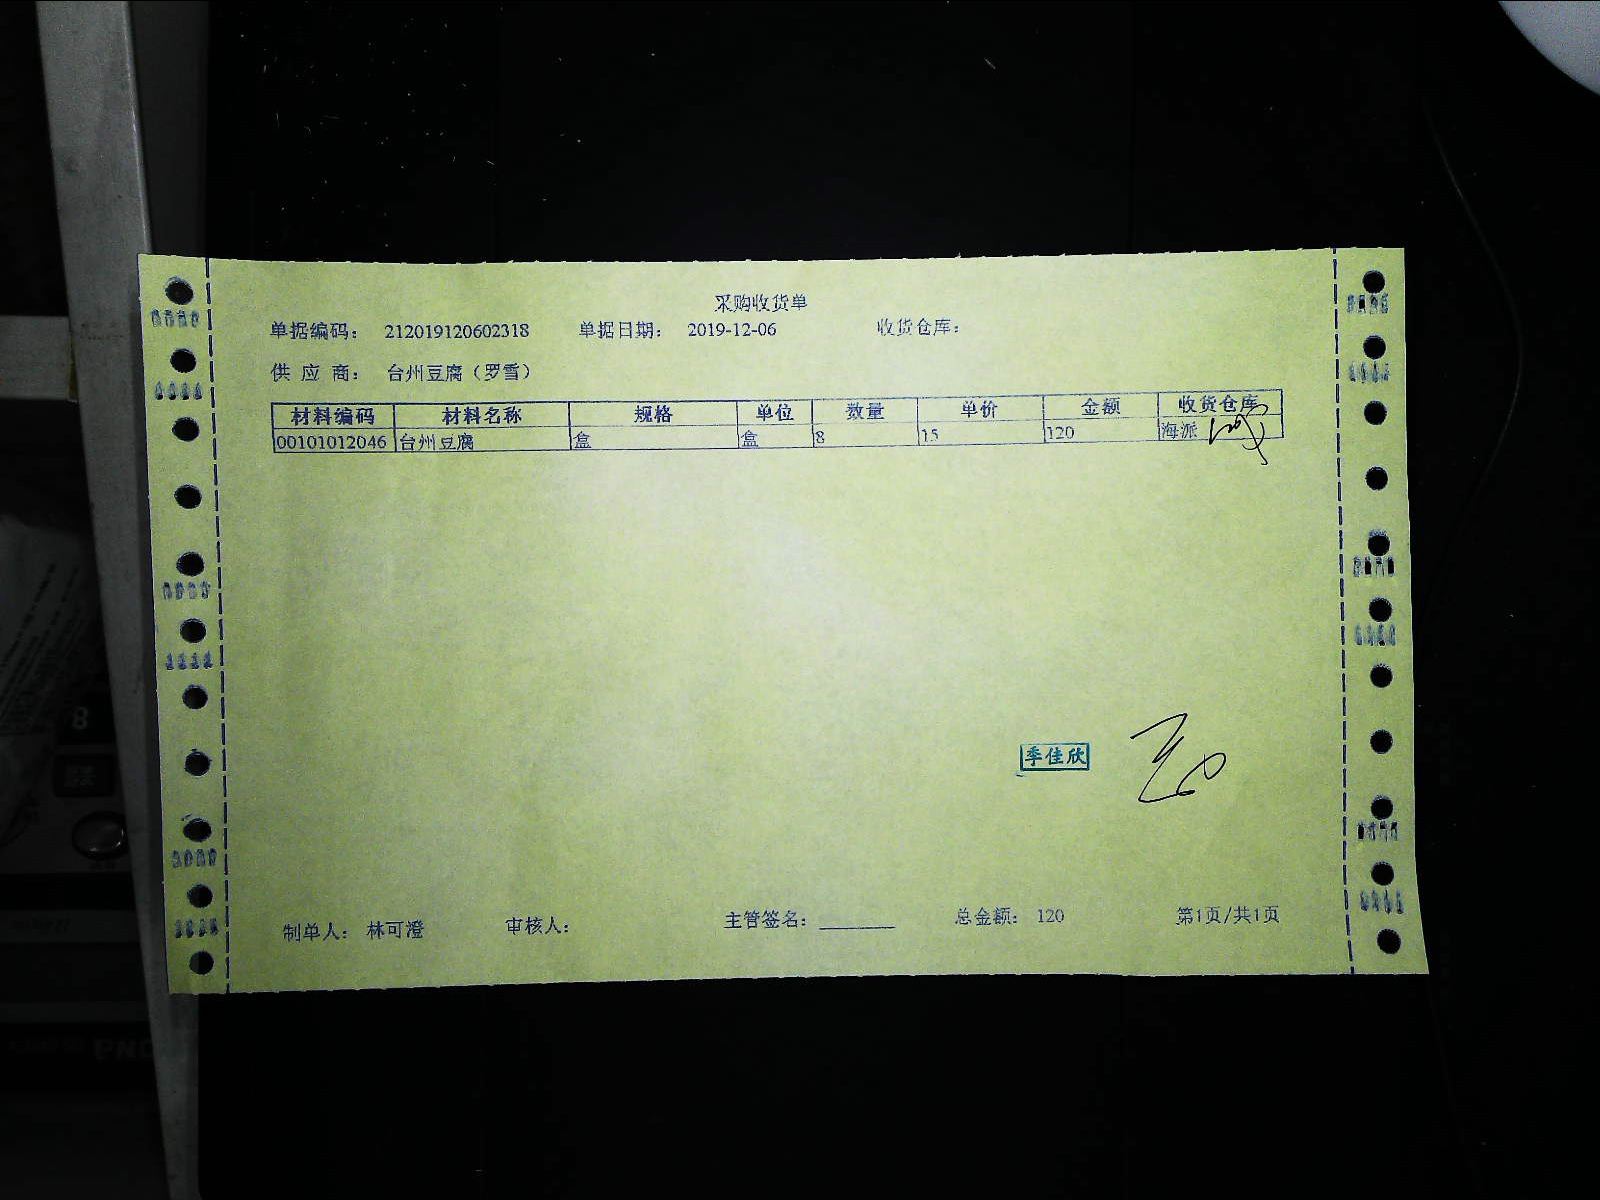 采购收货单
单据编码： 212019120602318 单据日期： 2019-12-06 收货仓库：
供 应 商： 台州豆腐（罗雪）
材料编码 材料名称 规格 单位 数量 单价 金额 收货仓库
00101012046 台州豆腐 盒 盒 8 15 120 海派
季佳欣
制单人： 林可澄 审核人： 主管签名：________ 总金额： 120 第1页/共1页